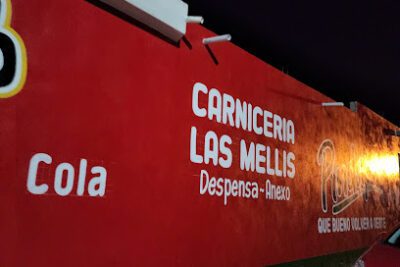 Cola
CARNICERIA
LAS MELLIS
Despensa-Anexo
QUE BUENO VOLVER A VERTE